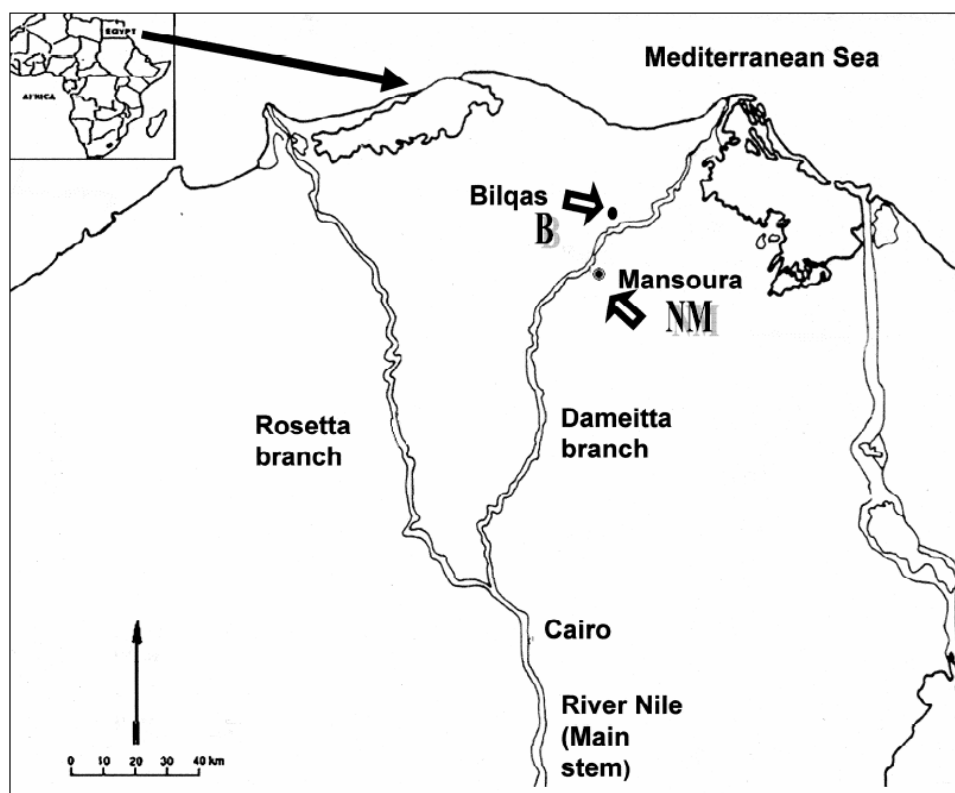 EGYPT
AFRICA
Mediterranean Sea
Bilqas
B
Mansoura
NM
Rosetta
branch
Dameitta
branch
Cairo
River Nile
(Main
stem)
0 10 20 30 40 km